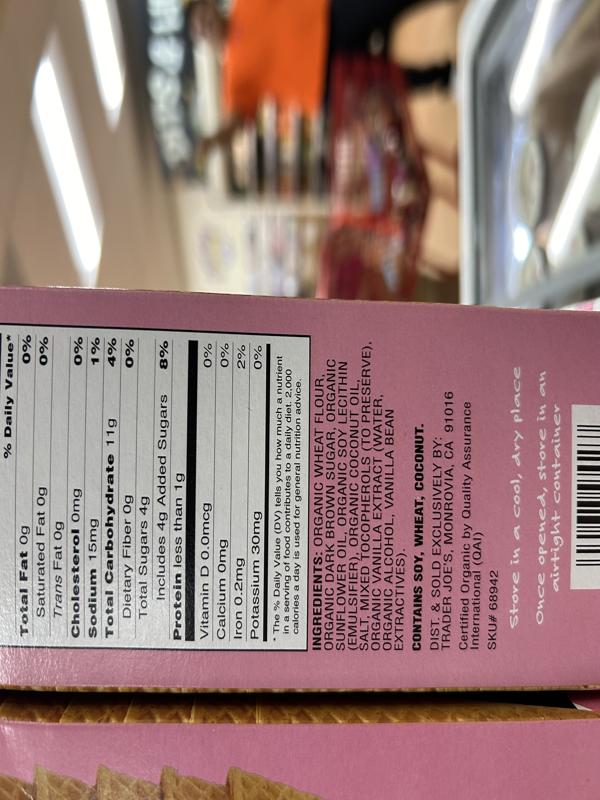 % Daily Value*
Total Fat 0g 0%
Saturated Fat 0g 0%
Trans Fat 0g
Cholesterol 0mg 0%
Sodium 15mg 1%
Total Carbohydrate 11g 4%
Dietary Fiber 0g 0%
Total Sugars 4g
Includes 4g Added Sugars 8%
Protein less than 1g
Vitamin D 0.0mcg 0%
Calcium 0mg 0%
Iron 0.2mg 2%
Potassium 30mg 0%
* The % Daily Value (DV) tells you how much a nutrient
in a serving of food contributes to a daily diet. 2,000
calories a day is used for general nutrition advice.
INGREDIENTS: ORGANIC WHEAT FLOUR,
ORGANIC DARK BROWN SUGAR, ORGANIC
SUNFLOWER OIL, ORGANIC SOY LECITHIN
(EMULSIFIER), ORGANIC COCONUT OIL,
SALT, MIXED TOCOPHEROLS (TO PRESERVE),
ORGANIC VANILLA EXTRACT (WATER,
ORGANIC ALCOHOL, VANILLA BEAN
EXTRACTIVES).
CONTAINS SOY, WHEAT, COCONUT.
DIST. & SOLD EXCLUSIVELY BY:
TRADER JOE'S, MONROVIA, CA 91016
Certified Organic by Quality Assurance
International (QAI)
SKU# 68942
Store in a cool, dry place
Once opened, store in an
airtight container